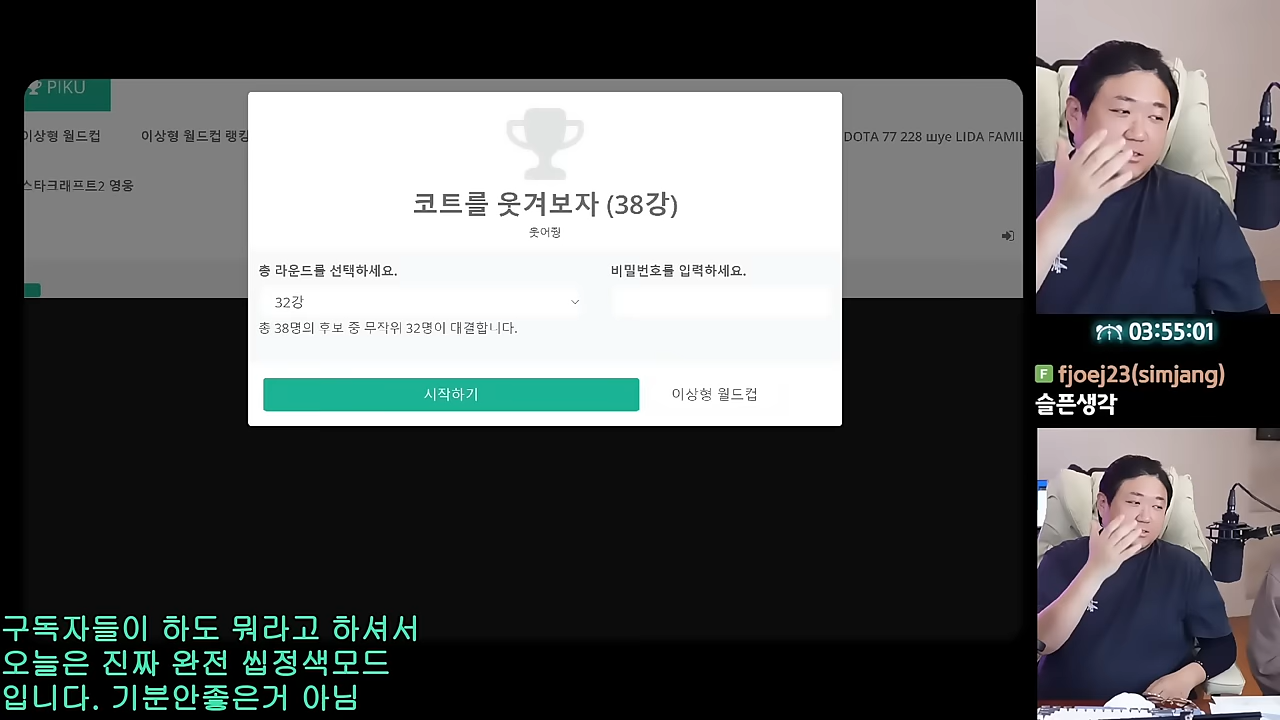 PIKU
이상형 월드컵
이상형 월드컵 랭킹
DOTA 77 228 шуе LIDA FAMIL
스타크래프트2 영웅
코트를 웃겨보자 (38강)
웃어줭
총 라운드를 선택하세요.
비밀번호를 입력하세요.
32강
총 38명의 후보 중 무작위 32명이 대결합니다.
시작하기
이상형 월드컵
03:55:01
F fjoej23(simjang)
슬픈생각
구독자들이 하도 뭐라고 하셔서
오늘은 진짜 완전 씹정색모드
입니다. 기분안좋은거 아님